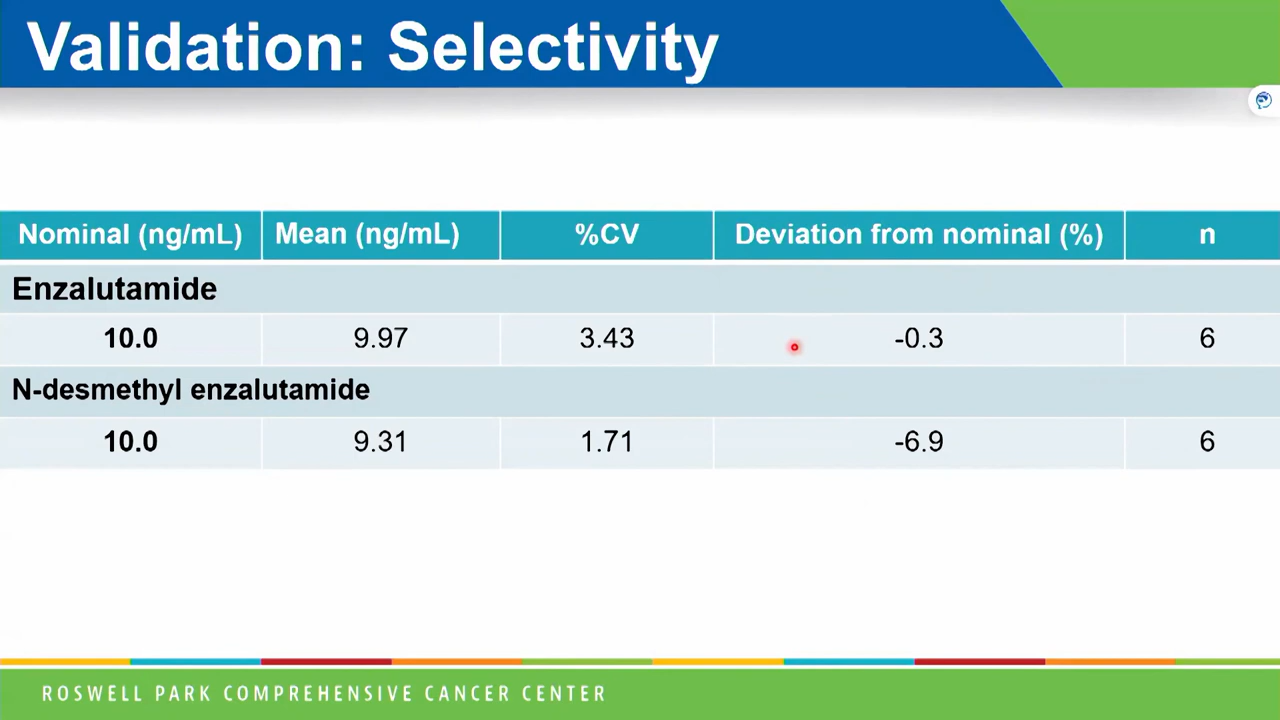 Validation: Selectivity
Nominal (ng/mL) Mean (ng/mL) %CV Deviation from nominal (%) n
Enzalutamide
10.0 9.97 3.43 -0.3 6
N-desmethyl enzalutamide
10.0 9.31 1.71 -6.9 6
ROSWELL PARK COMPREHENSIVE CANCER CENTER